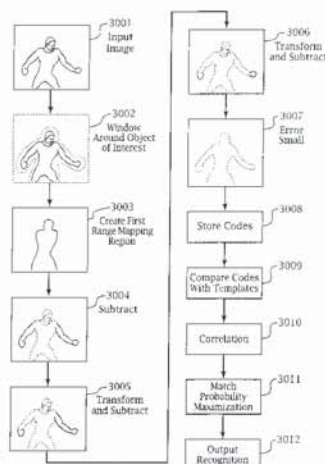 3001
Input
Image
3002
Window
Around Object
of Interest
3003
Create First
Range Mapping
Region
3004
Subtract
3005
Transform
and Subtract
3006
Transform
and Subtract
3007
Error
Small
3008
Store Codes
3009
Compare Codes
With Templates
3010
Correlation
3011
Match
Probability
Maximization
3012
Output
Recognition